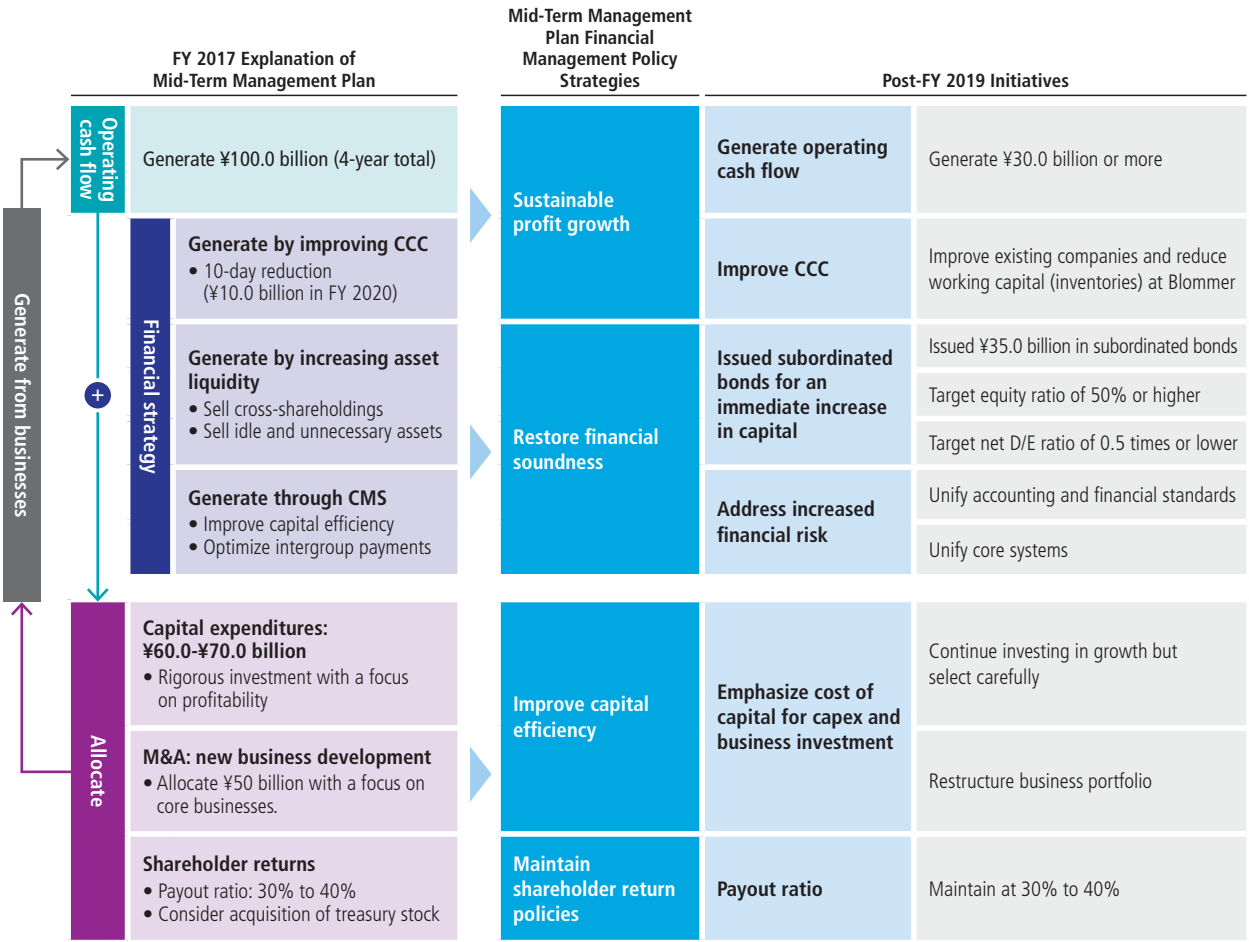 FY 2017 Explanation of
Mid-Term Management Plan
Mid-Term Management
Plan Financial
Management Policy
Strategies
Post-FY 2019 Initiatives
Generate from businesses
Operating
cash flow
Generate ¥100.0 billion (4-year total)
+
Financial strategy
Generate by improving CCC
• 10-day reduction
(¥10.0 billion in FY 2020)
Generate by increasing asset
liquidity
• Sell cross-shareholdings
• Sell idle and unnecessary assets
Generate through CMS
• Improve capital efficiency
• Optimize intergroup payments
Sustainable
profit growth
Generate operating
cash flow
Generate ¥30.0 billion or more
Improve CCC
Improve existing companies and reduce
working capital (inventories) at Blommer
Restore financial
soundness
Issued subordinated
bonds for an
immediate increase
in capital
Issued ¥35.0 billion in subordinated bonds
Target equity ratio of 50% or higher
Target net D/E ratio of 0.5 times or lower
Address increased
financial risk
Unify accounting and financial standards
Unify core systems
Allocate
Capital expenditures:
¥60.0-¥70.0 billion
• Rigorous investment with a focus
on profitability
M&A: new business development
• Allocate ¥50 billion with a focus on
core businesses.
Shareholder returns
• Payout ratio: 30% to 40%
• Consider acquisition of treasury stock
Improve capital
efficiency
Emphasize cost of
capital for capex and
business investment
Continue investing in growth but
select carefully
Restructure business portfolio
Maintain
shareholder return
policies
Payout ratio
Maintain at 30% to 40%